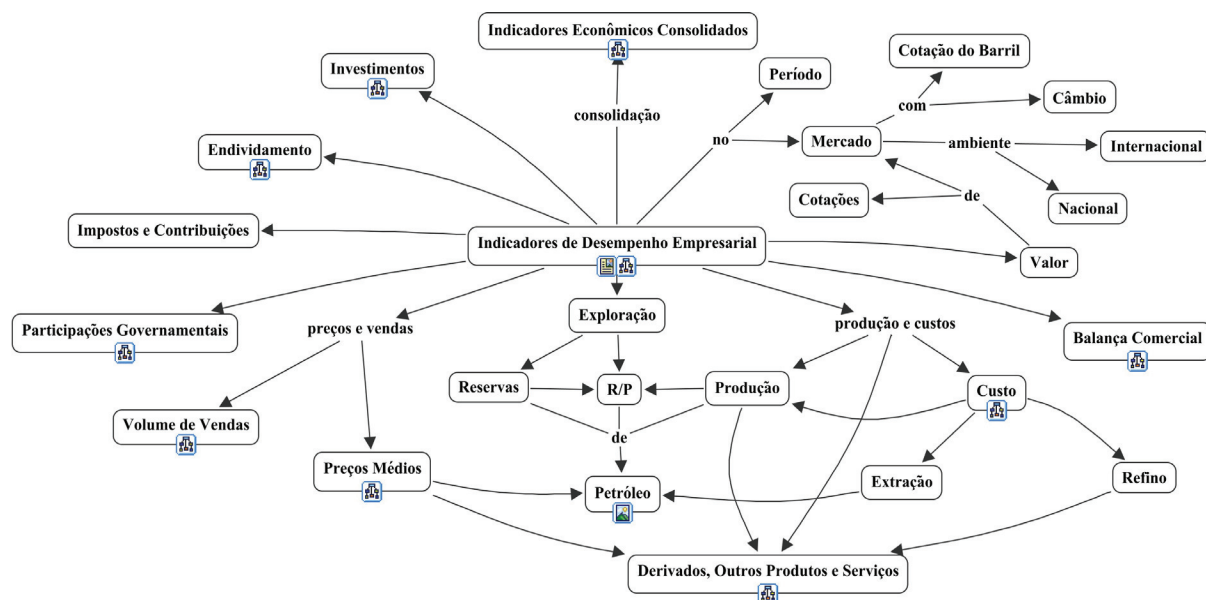 Indicadores Econômicos Consolidados
Cotação do Barril
Investimentos
Período
Câmbio
com
consolidação
no
Mercado
ambiente
Internacional
Endividamento
Cotações
de
Nacional
Impostos e Contribuições
Indicadores de Desempenho Empresarial
Valor
Exploração
Participações Governamentais
preços e vendas
produção e custos
Balança Comercial
Reservas
R/P
Produção
Custo
Volume de Vendas
de
Preços Médios
Petróleo
Extração
Refino
Derivados, Outros Produtos e Serviços